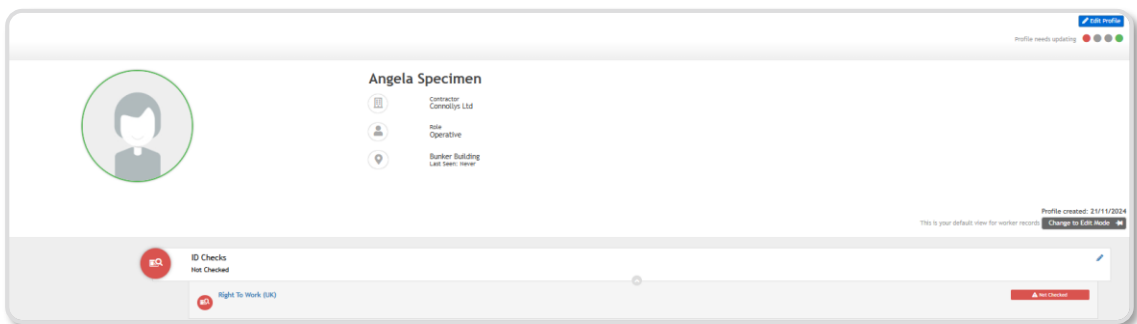 Edit Profile
Profile needs updating
Angela Specimen
Contractor
Connollys Ltd
Role
Operative
Bunker Building
Last Seen: Never
Profile created: 21/11/2024
This is your default view for worker records Change to Edit Mode
ID Checks
Not Checked
Right To Work (UK)
Not Checked